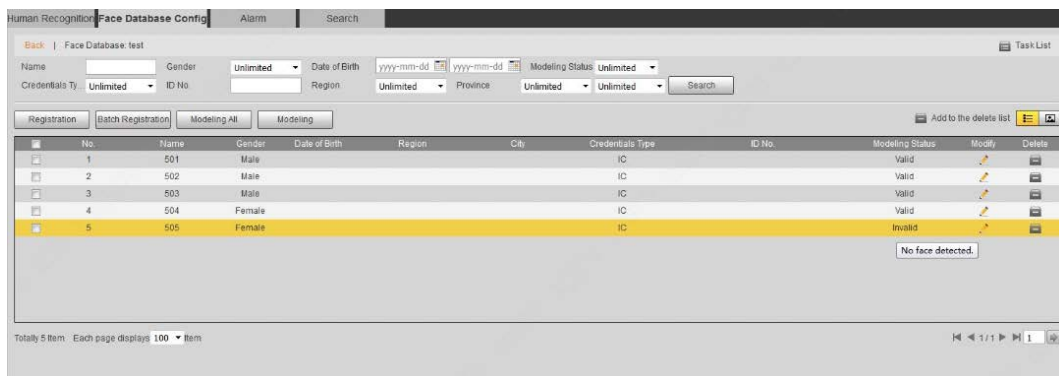 Human Recognition Face Database Config Alarm Search
Back | Face Database: test Task List
Name Gender Unlimited Date of Birth yyyy-mm-dd yyyy-mm-dd Modeling Status Unlimited
Credentials Ty... Unlimited ID No. Region Unlimited Province Unlimited Unlimited Search
Registration Batch Registration Modeling All Modeling Add to the delete list
No. Name Gender Date of Birth Region City Credentials Type ID No. Modeling Status Modify Delete
1 501 Male IC Valid
2 502 Male IC Valid
3 503 Male IC Valid
4 504 Female IC Valid
5 505 Female IC Invalid
No face detected.
Totally 5 Item Each page displays 100 Item 1/1 1